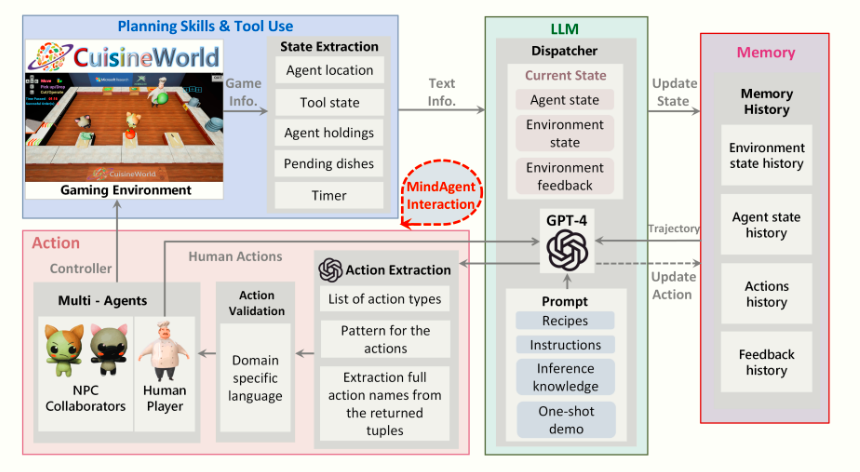 Planning Skills & Tool Use
CuisineWorld
CuisineWorld
Gaming Environment
Game
Info.
State Extraction
Agent location
Tool state
Agent holdings
Pending dishes
Timer
Text
Info.
MindAgent
Interaction
LLM
Dispatcher
Current State
Agent state
Environment
state
Environment
feedback
GPT-4
Prompt
Recipes
Instructions
Inference
knowledge
One-shot
demo
Update
State
Trajectory
Update
Action
Memory
Memory
History
Environment
state history
Agent state
history
Actions
history
Feedback
history
Action
Controller
Human Actions
Multi - Agents
NPC
Collaborators
Human
Player
Action
Validation
Domain
specific
language
Action Extraction
List of action types
Pattern for the
actions
Extraction full
action names from
the returned
tuples